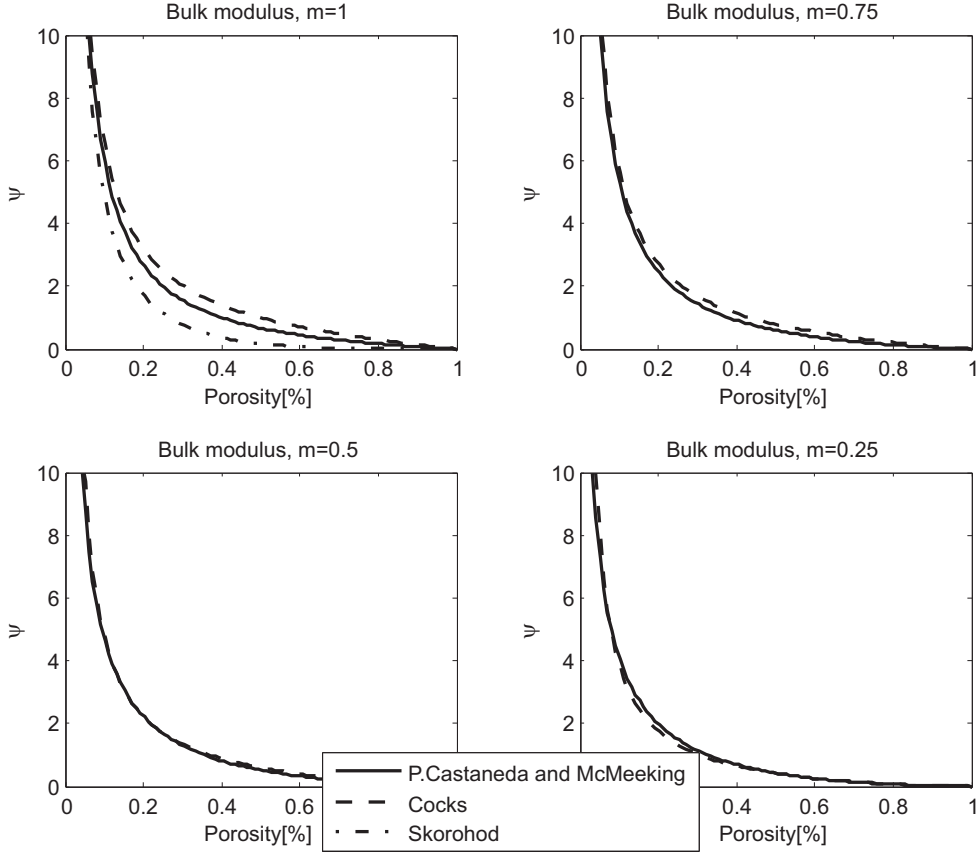 Bulk modulus, m=1
10
8
6
4
2
0
ψ
0 0.2 0.4 0.6 0.8 1
Porosity[%]
Bulk modulus, m=0.75
10
8
6
4
2
0
ψ
0 0.2 0.4 0.6 0.8 1
Porosity[%]
Bulk modulus, m=0.5
10
8
6
4
2
0
ψ
0 0.2 0.4 0.6
Porosity[%]
Bulk modulus, m=0.25
10
8
6
4
2
ψ
0.4 0.6 0.8 1
Porosity[%]
P.Castaneda and McMeeking
Cocks
Skorohod